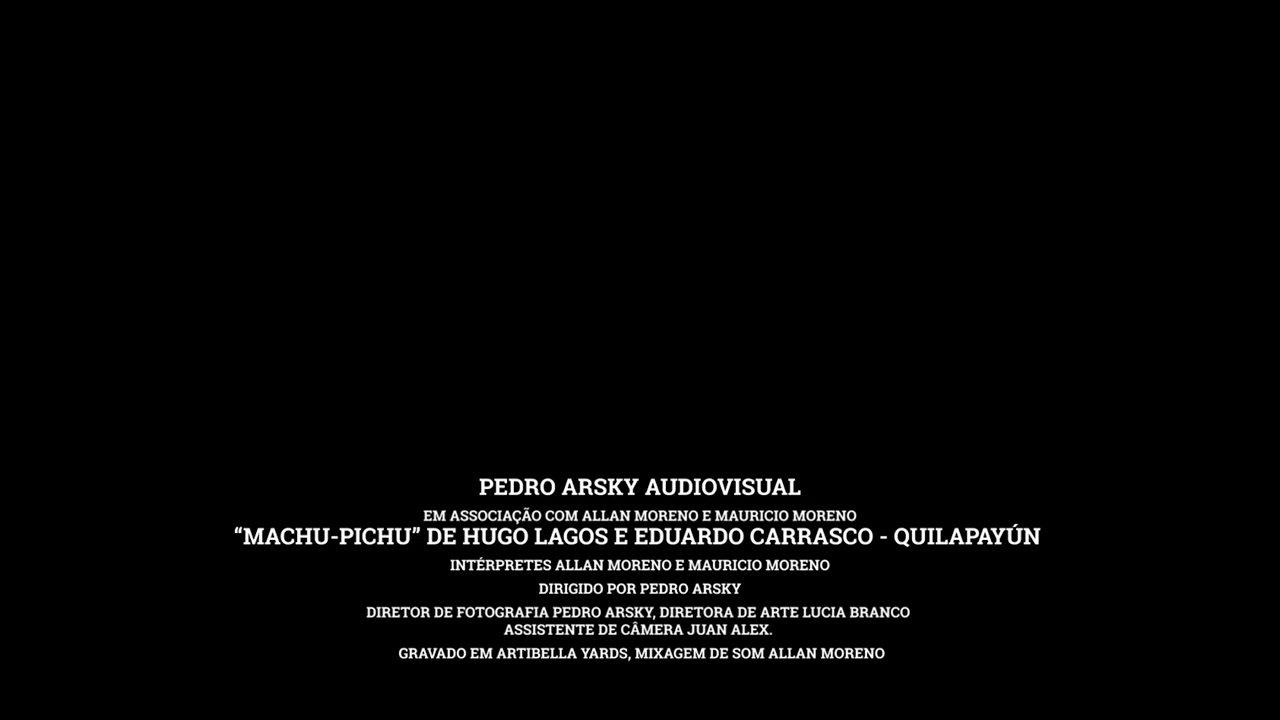 PEDRO ARSKY AUDIOVISUAL
EM ASSOCIAÇÃO COM ALLAN MORENO E MAURICIO MORENO
“MACHU-PICHU” DE HUGO LAGOS E EDUARDO CARRASCO - QUILAPAYÚN
INTÉRPRETES ALLAN MORENO E MAURICIO MORENO
DIRIGIDO POR PEDRO ARSKY
DIRETOR DE FOTOGRAFIA PEDRO ARSKY, DIRETORA DE ARTE LUCIA BRANCO
ASSISTENTE DE CÂMERA JUAN ALEX.
GRAVADO EM ARTIBELLA YARDS, MIXAGEM DE SOM ALLAN MORENO